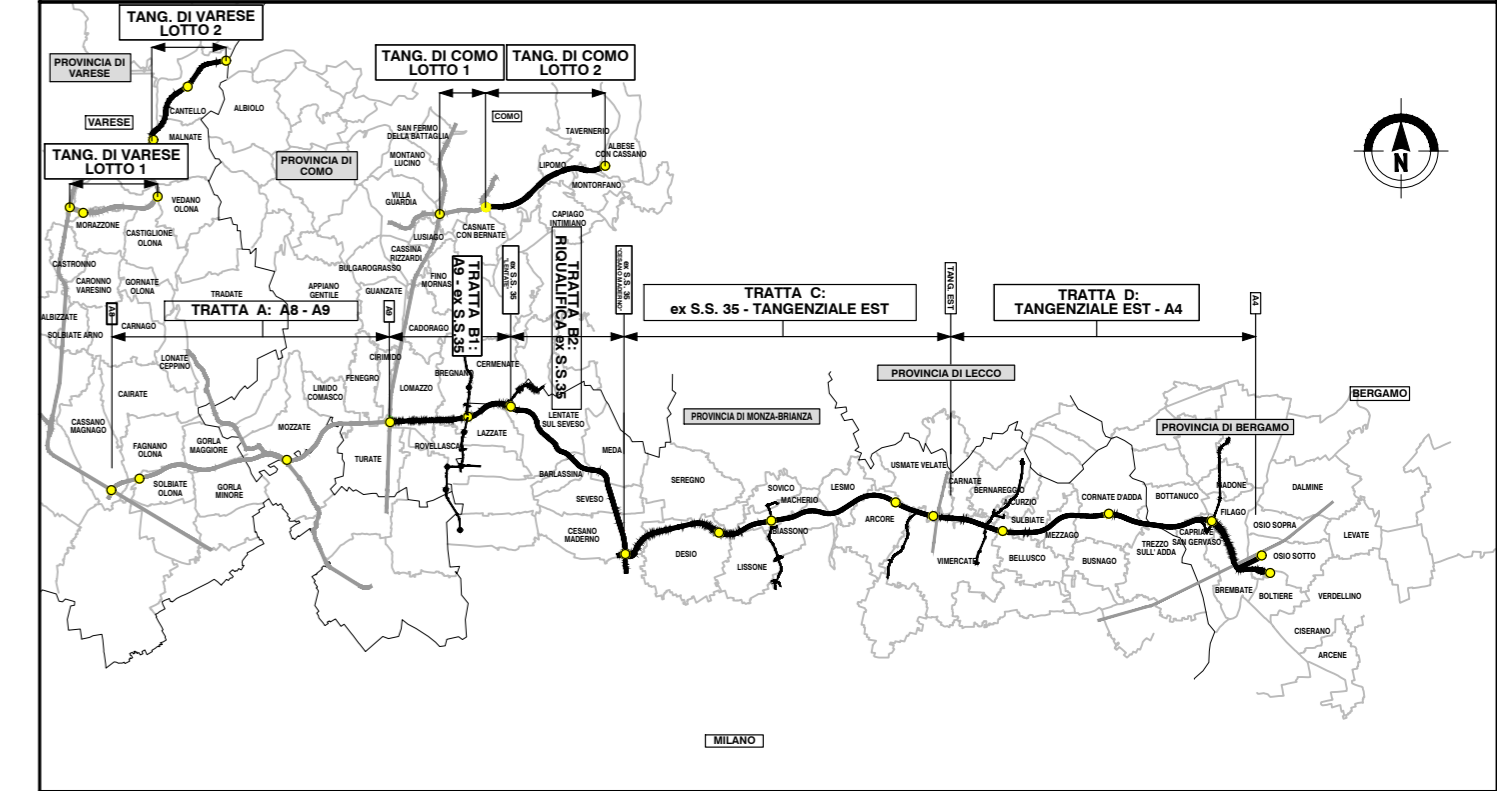 TANG. DI VARESE
LOTTO 2
PROVINCIA DI
VARESE
CANTELLO
ALBIOLO
VARESE
MALNATE
TANG. DI VARESE
LOTTO 1
PROVINCIA DI
COMO
VEDANO
OLONA
MORAZZONE
CASTIGLIONE
OLONA
TANG. DI COMO
LOTTO 1
TANG. DI COMO
LOTTO 2
COMO
SAN FERMO
DELLA BATTAGLIA
MONTANO
LUCINO
TAVERNERIO
ALBESE
CON CASSANO
LIPOMO
MONTORFANO
VILLA
GUARDIA
CAPIAGO
INTIMIANO
LUSIAGO
CASNATE
CON BERNATE
CASSINA
RIZZARDI
BULGAROGRASSO
FINO
MORNAS
N
CASTRONNO
CARONNO
VARESINO
GORNATE
OLONA
TRADATE
APPIANO
GENTILE
GUANZATE
ALBIZZATE
SOLBIATE ARNO
CARNAGO
A8
TRATTA A: A8 - A9
A9
CADORAGO
TRATTA B1:
A9 - ex S.S.35
ex S.S. 35
"LENTATE"
TRATTA B2:
RIQUALIFICA ex S.S.35
ex S.S. 35
"CESANO MADERNO"
TRATTA C:
ex S.S. 35 - TANGENZIALE EST
TANG. EST
TRATTA D:
TANGENZIALE EST - A4
A4
LONATE
CEPPINO
CIRIMIDO
FENEGRO
LOMAZZO
BREGNANO
CERMENATE
CAIRATE
LIMIDO
COMASCO
CASSANO
MAGNAGO
MOZZATE
FAGNANO
OLONA
GORLA
MAGGIORE
SOLBIATE
OLONA
GORLA
MINORE
TURATE
ROVELLASCA
LAZZATE
LENTATE
SUL SEVESO
MEDA
BARLASSINA
SEVESO
CESANO
MADERNO
PROVINCIA DI LECCO
PROVINCIA DI MONZA-BRIANZA
BERGAMO
PROVINCIA DI BERGAMO
SEREGNO
SOVICO
MACHERIO
LESMO
USMATE VELATE
CARNATE
BERNAREGGIO
AICURZIO
SULBIATE
CORNATE D'ADDA
BOTTANUCO
MADONE
DALMINE
FILAGO
OSIO SOPRA
LEVATE
ARCORE
BIASSONO
DESIO
LISSONE
VIMERCATE
MEZZAGO
BELLUSCO
BUSNAGO
TREZZO
SULL' ADDA
CAPRIATE
SAN GERVASO
OSIO SOTTO
BREMBATE
BOLTIERE
VERDELLINO
CISERANO
ARCENE
MILANO